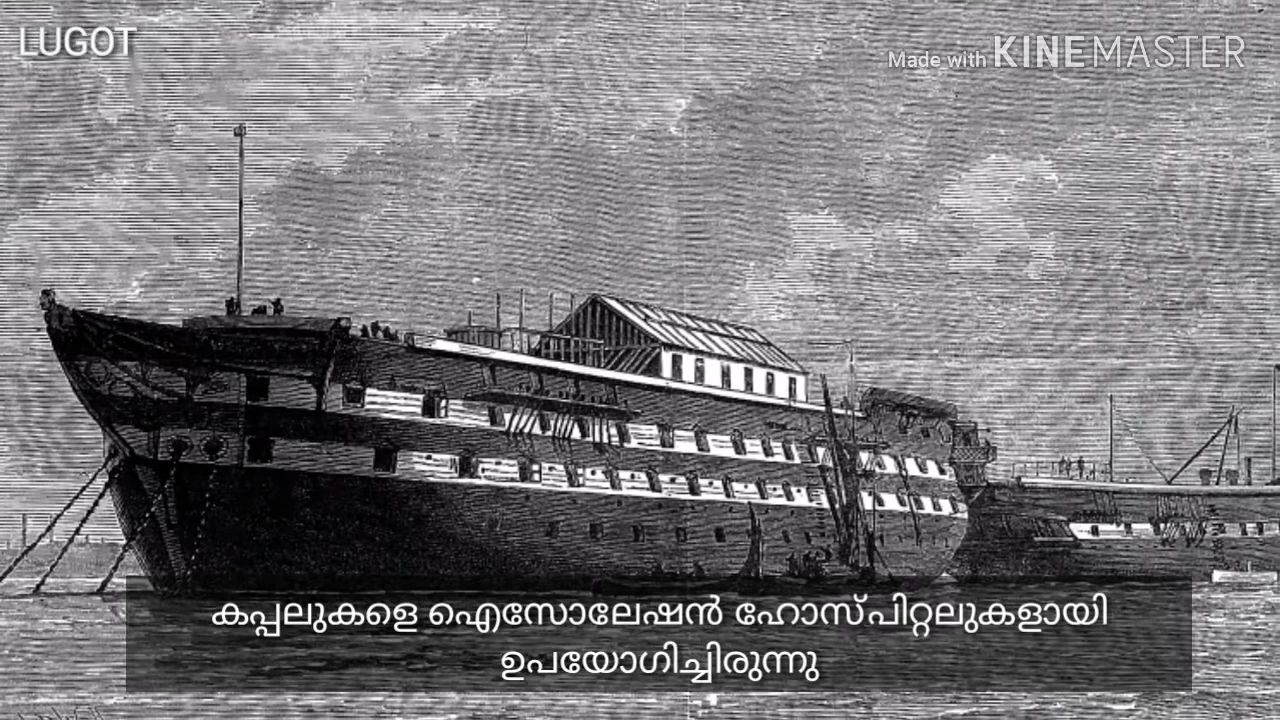 LUGOT
Made with KINEMASTER
കപ്പലുകളെ ഐസോലേഷൻ ഹോസ്പിറ്റലുകളായി
ഉപയോഗിച്ചിരുന്നു